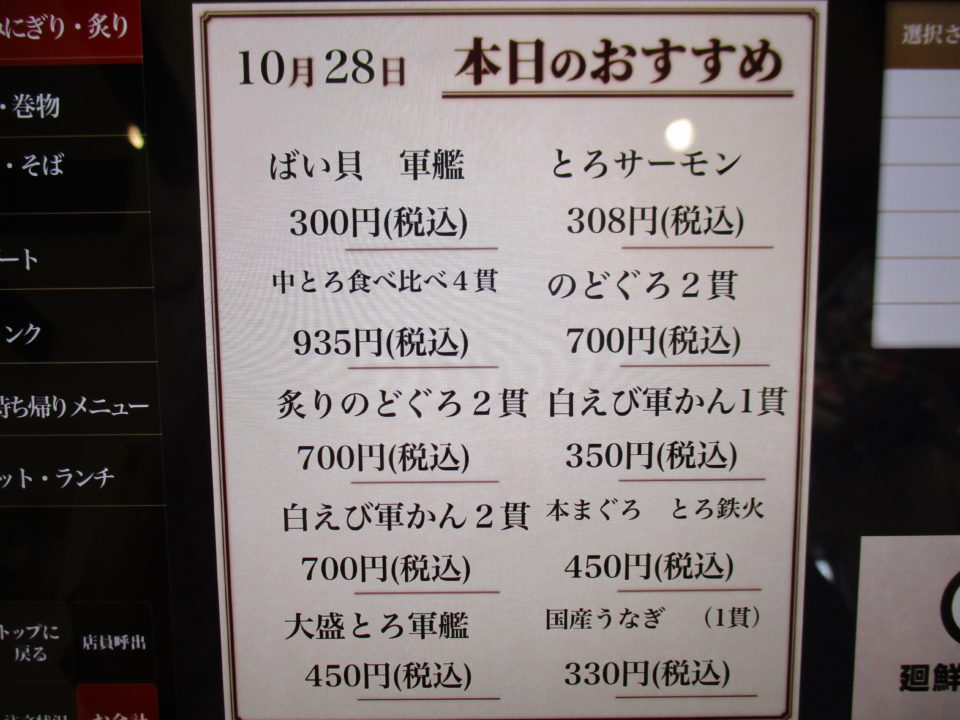 にぎり・炙り
・巻物
・そば
ート
ンク
持ち帰りメニュー
ット・ランチ
トップに
戻る
店員呼出
10月28日 本日のおすすめ
ばい貝 軍艦
300円(税込)
とろサーモン
308円(税込)
中とろ食べ比べ4貫
935円(税込)
のどぐろ2貫
700円(税込)
炙りのどぐろ2貫
700円(税込)
白えび軍かん1貫
350円(税込)
白えび軍かん2貫
700円(税込)
本まぐろ とろ鉄火
450円(税込)
大盛とろ軍艦
450円(税込)
国産うなぎ (1貫)
330円(税込)
選択さ
廻鮮